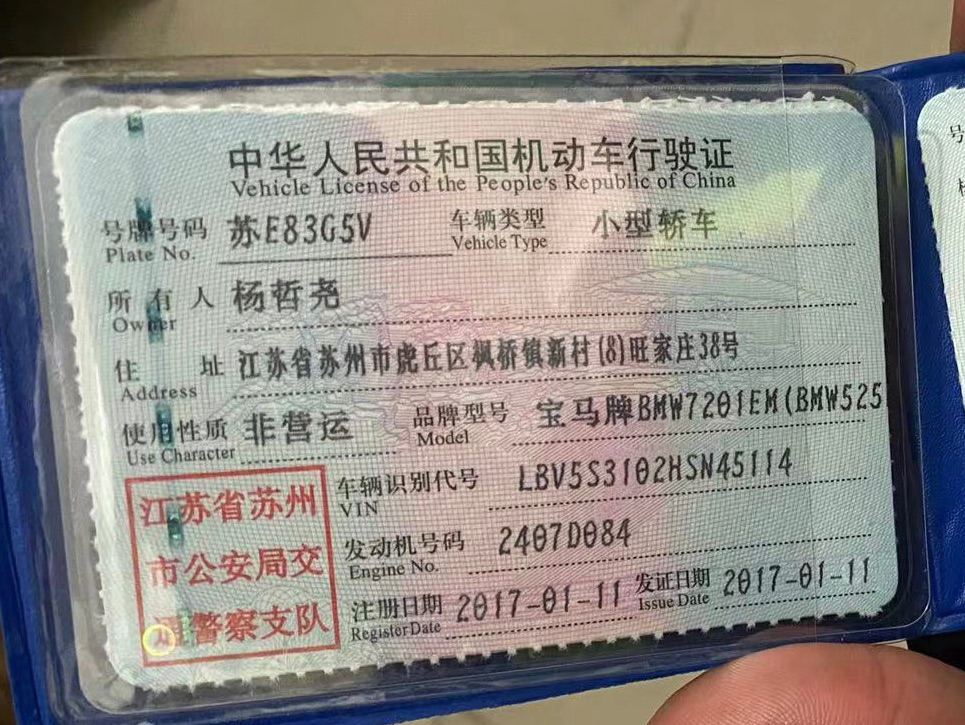 中华人民共和国机动车行驶证
Vehicle License of the People's Republic of China
号牌号码 苏E83G5V 车辆类型 小型轿车
Plate No. Vehicle Type
所有人 杨哲尧
Owner
住址 江苏省苏州市虎丘区枫桥镇新村(8)旺家庄38号
Address
使用性质 非营运 品牌型号 宝马牌BMW7201EM(BMW525
Use Character Model
车辆识别代号 LBV5S3102HSN45114
VIN
发动机号码 2407D084
Engine No.
注册日期 2017-01-11 发证日期 2017-01-11
Register Date Issue Date
江苏省苏州
市公安局交
通警察支队
号